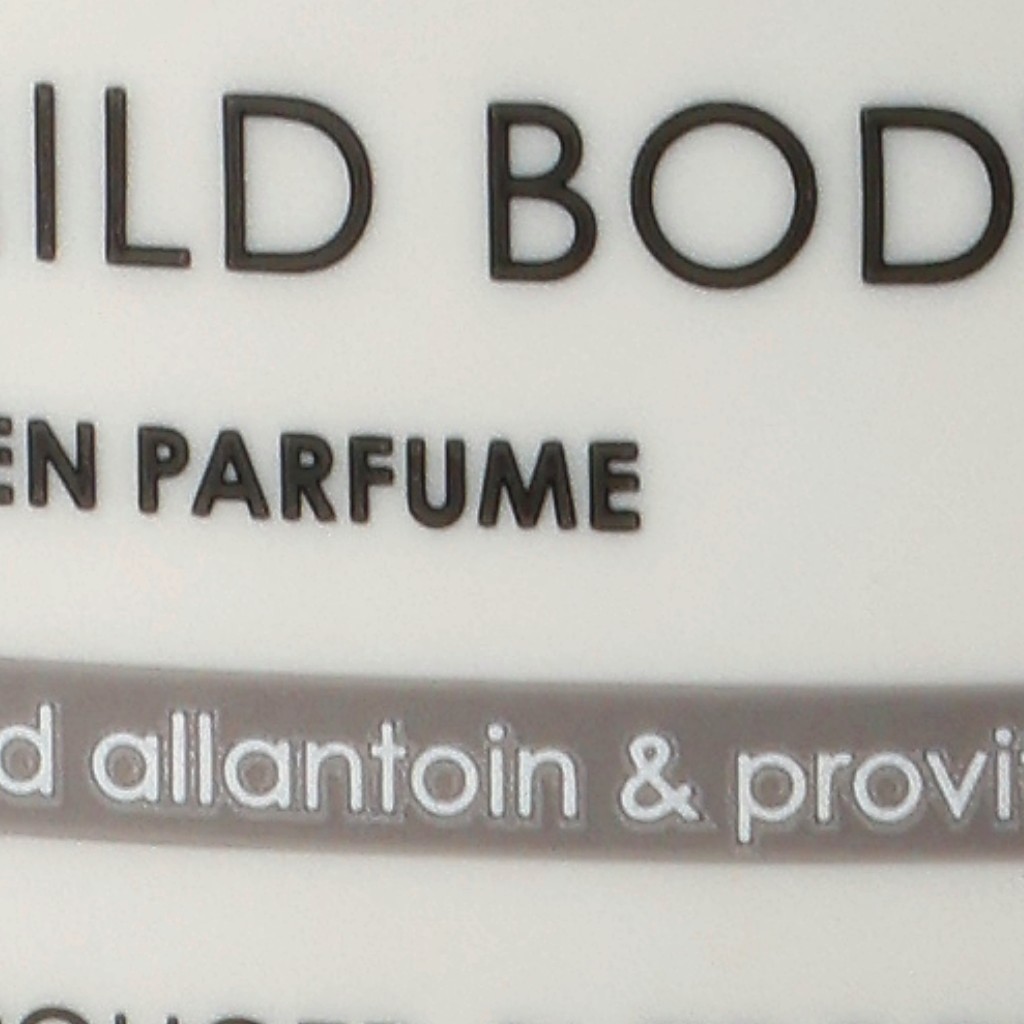 ILD BOD
EN PARFUME
d allantoin & provi